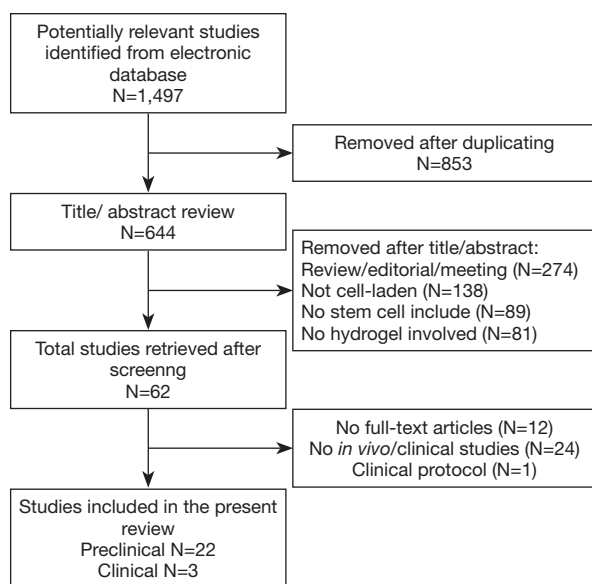 Potentially relevant studies
identified from electronic
database
N=1,497
Removed after duplicating
N=853
Title/ abstract review
N=644
Removed after title/abstract:
Review/editorial/meeting (N=274)
Not cell-laden (N=138)
No stem cell include (N=89)
No hydrogel involved (N=81)
Total studies retrieved after
screenng
N=62
No full-text articles (N=12)
No in vivo/clinical studies (N=24)
Clinical protocol (N=1)
Studies included in the present
review
Preclinical N=22
Clinical N=3